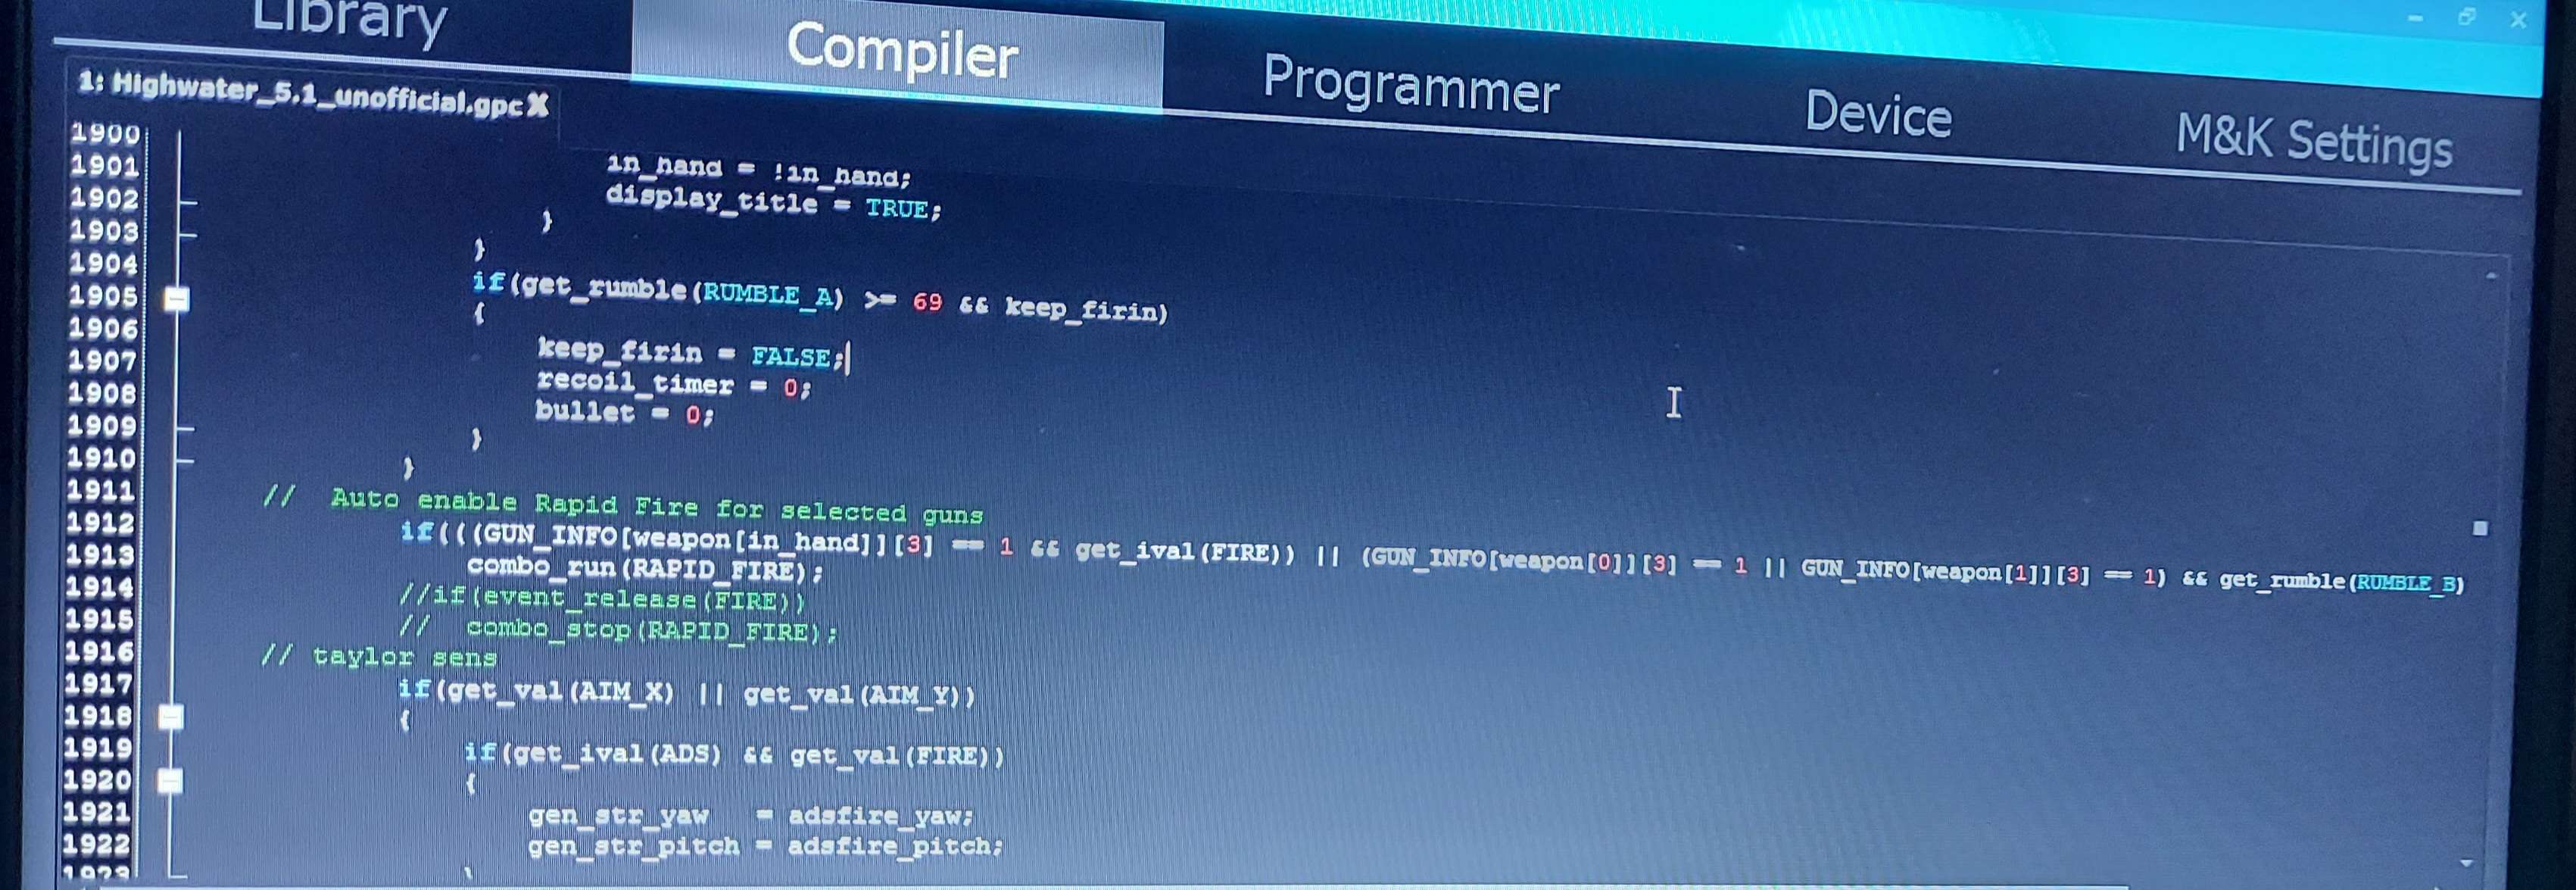 Library Compiler Programmer Device M&K Settings
1: Highwater_5.1_unofficial.gpc X
1900
1901 in_hand = !in_hand;
1902 display_title = TRUE;
1903 }
1904 }
1905 if(get_rumble(RUMBLE_A) >= 69 && keep_firin)
1906 {
1907 keep_firin = FALSE;
1908 recoil_timer = 0;
1909 bullet = 0;
1910 }
1911 }
1912 // Auto enable Rapid Fire for selected guns
1913 if(((GUN_INFO[weapon[in_hand]][3] == 1 && get_ival(FIRE)) || (GUN_INFO[weapon[0]][3] == 1 || GUN_INFO[weapon[1]][3] == 1) && get_rumble(RUMBLE_B)
1914 combo_run(RAPID_FIRE);
1915 //if(event_release(FIRE))
1916 // combo_stop(RAPID_FIRE);
1917 // taylor sens
1918 if(get_val(AIM_X) || get_val(AIM_Y))
1919 {
1920 if(get_ival(ADS) && get_val(FIRE))
1921 {
1922 gen_str_yaw = adsfire_yaw;
1923 gen_str_pitch = adsfire_pitch;